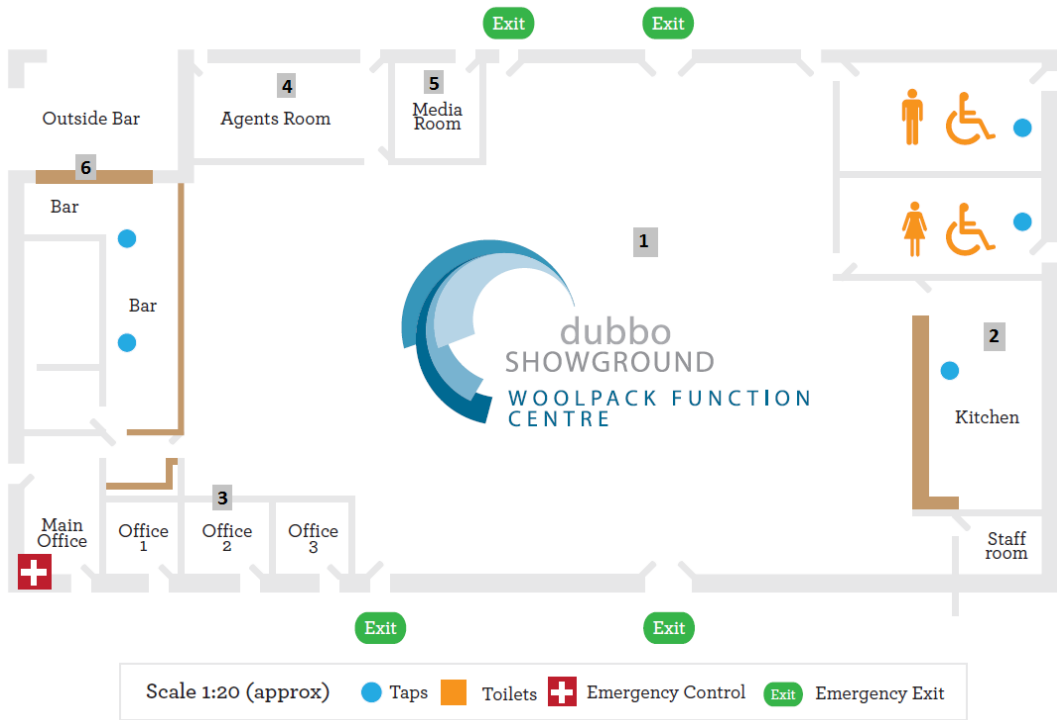 Exit
Exit
4
5
Agents Room
Media
Room
Outside Bar
6
Bar
1
Bar
dubbo
SHOWGROUND
WOOLPACK FUNCTION
CENTRE
2
Kitchen
3
Main
Office
Office
1
Office
2
Office
3
Staff
room
Exit
Exit
Scale 1:20 (approx)
Taps
Toilets
Emergency Control
Exit
Emergency Exit